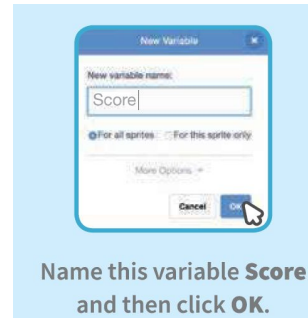 New Variable
New variable name:
Score
For all sprites For this sprite only
More Options
Cancel OK
Name this variable Score
and then click OK.